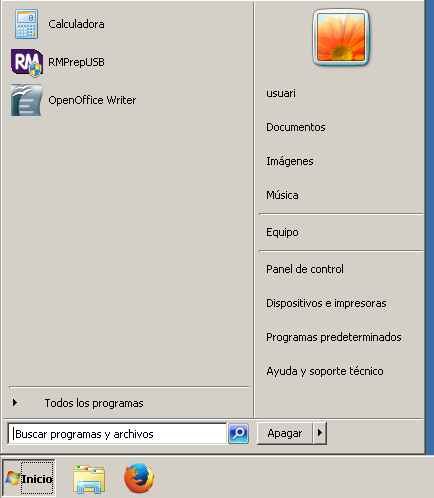 Calculadora
RM RMPrepUSB
OpenOffice Writer
Todos los programas
Buscar programas y archivos
usuari
Documentos
Imágenes
Música
Equipo
Panel de control
Dispositivos e impresoras
Programas predeterminados
Ayuda y soporte técnico
Apagar
Inicio